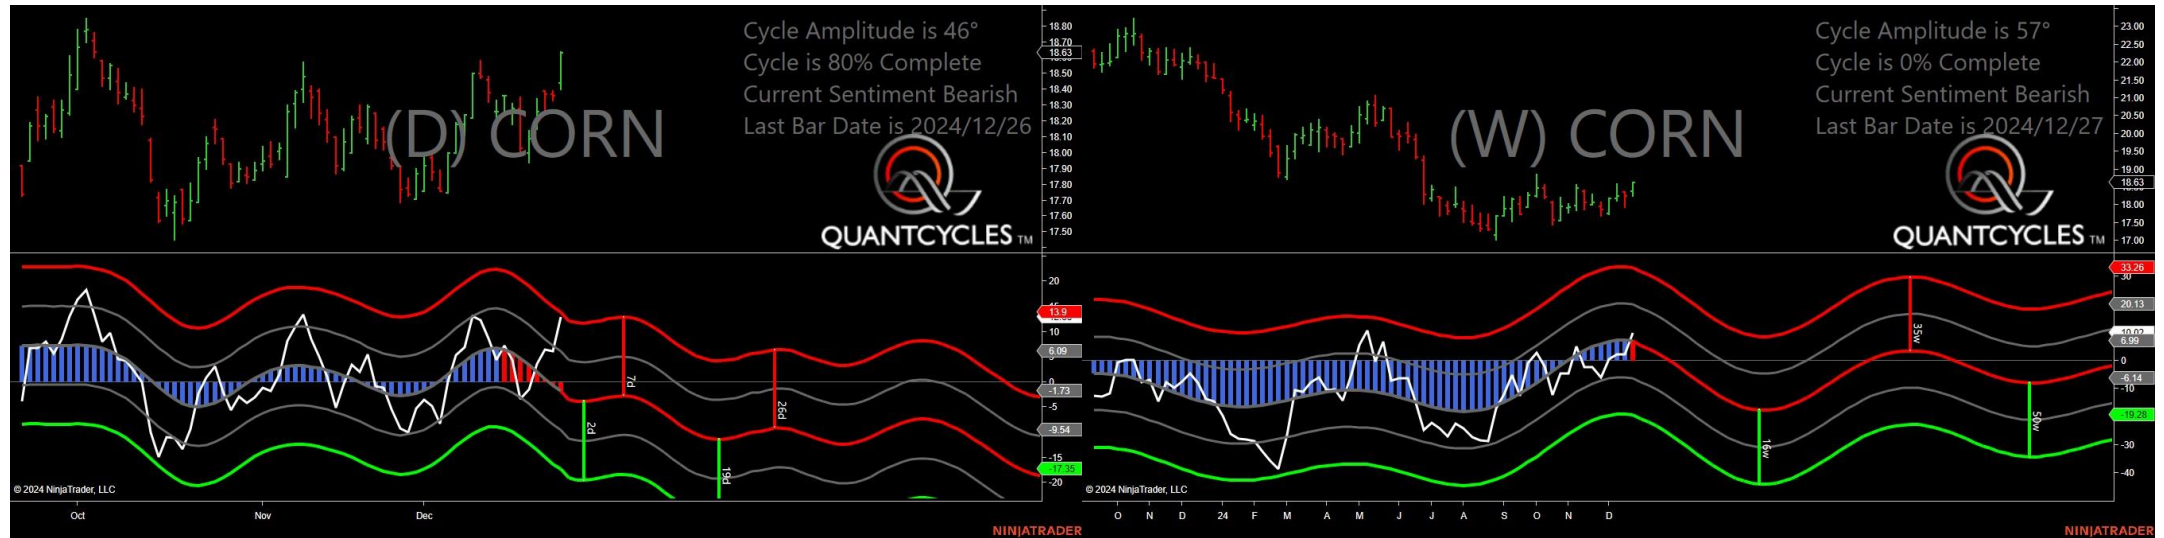 Cycle Amplitude is 46°
Cycle is 80% Complete
Current Sentiment Bearish
Last Bar Date is 2024/12/26
(D) CORN
QUANTCYCLES TM
18.80
18.70
18.63
18.50
18.40
18.30
18.20
18.10
18.00
17.90
17.80
17.70
17.60
17.50
20
13.9
10
6.09
0
-1.73
-5
-9.54
-15
-17.35
-20
7d
2d
26d
19d
© 2024 NinjaTrader, LLC
Oct Nov Dec
NINJATRADER
Cycle Amplitude is 57°
Cycle is 0% Complete
Current Sentiment Bearish
Last Bar Date is 2024/12/27
(W) CORN
QUANTCYCLES TM
23.00
22.50
22.00
21.50
21.00
20.50
20.00
19.50
19.00
18.63
18.00
17.50
17.00
33.26
30
20.13
10.02
6.99
0
-6.14
-10
-19.28
-30
-40
35w
16w
50w
© 2024 NinjaTrader, LLC
O N D 24 F M A M J J A S O N D
NINJATRADER